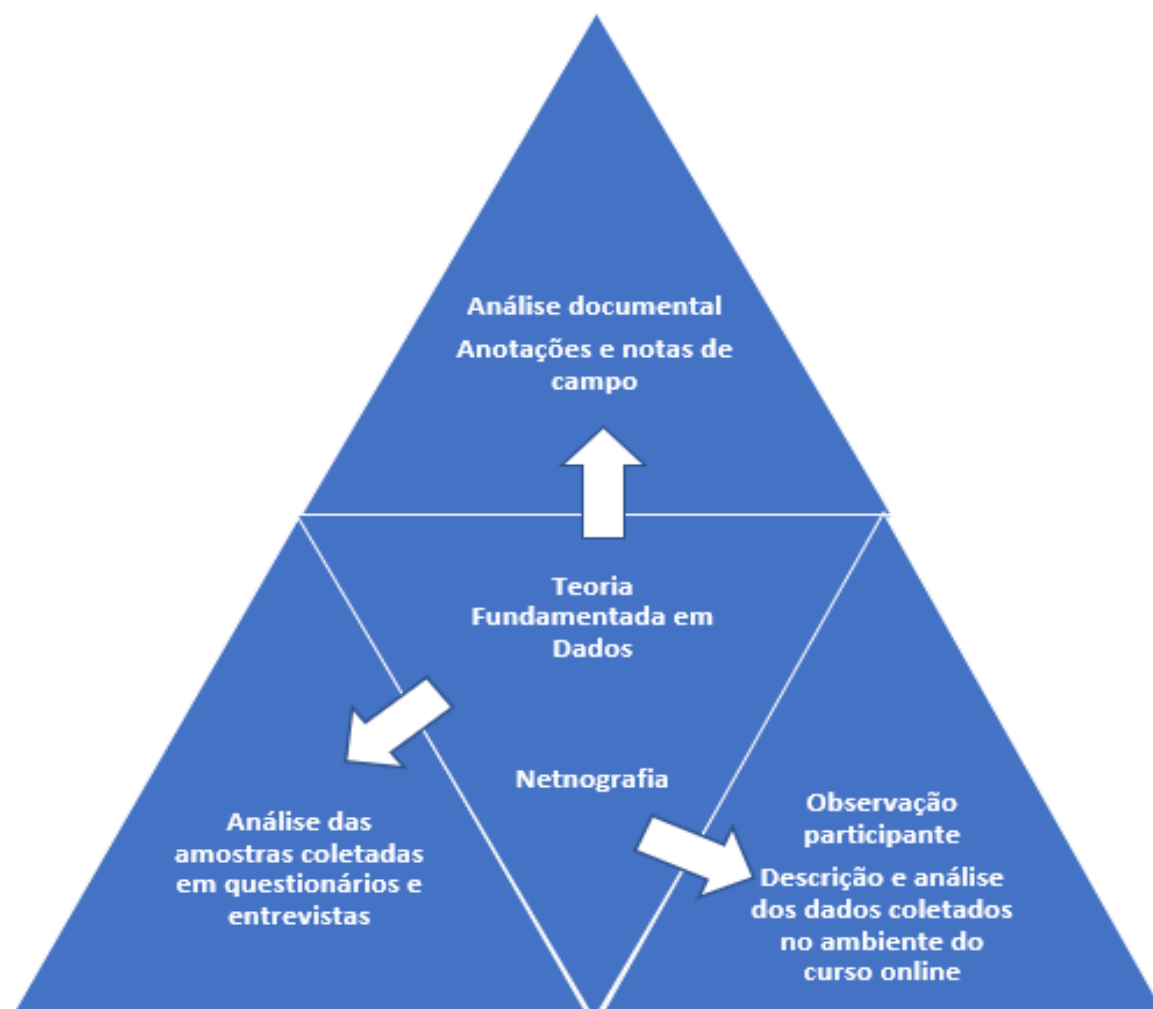 Análise documental
Anotações e notas de
campo
Teoria
Fundamentada em
Dados
Netnografia
Análise das
amostras coletadas
em questionários e
entrevistas
Observação
participante
Descrição e análise
dos dados coletados
no ambiente do
curso online